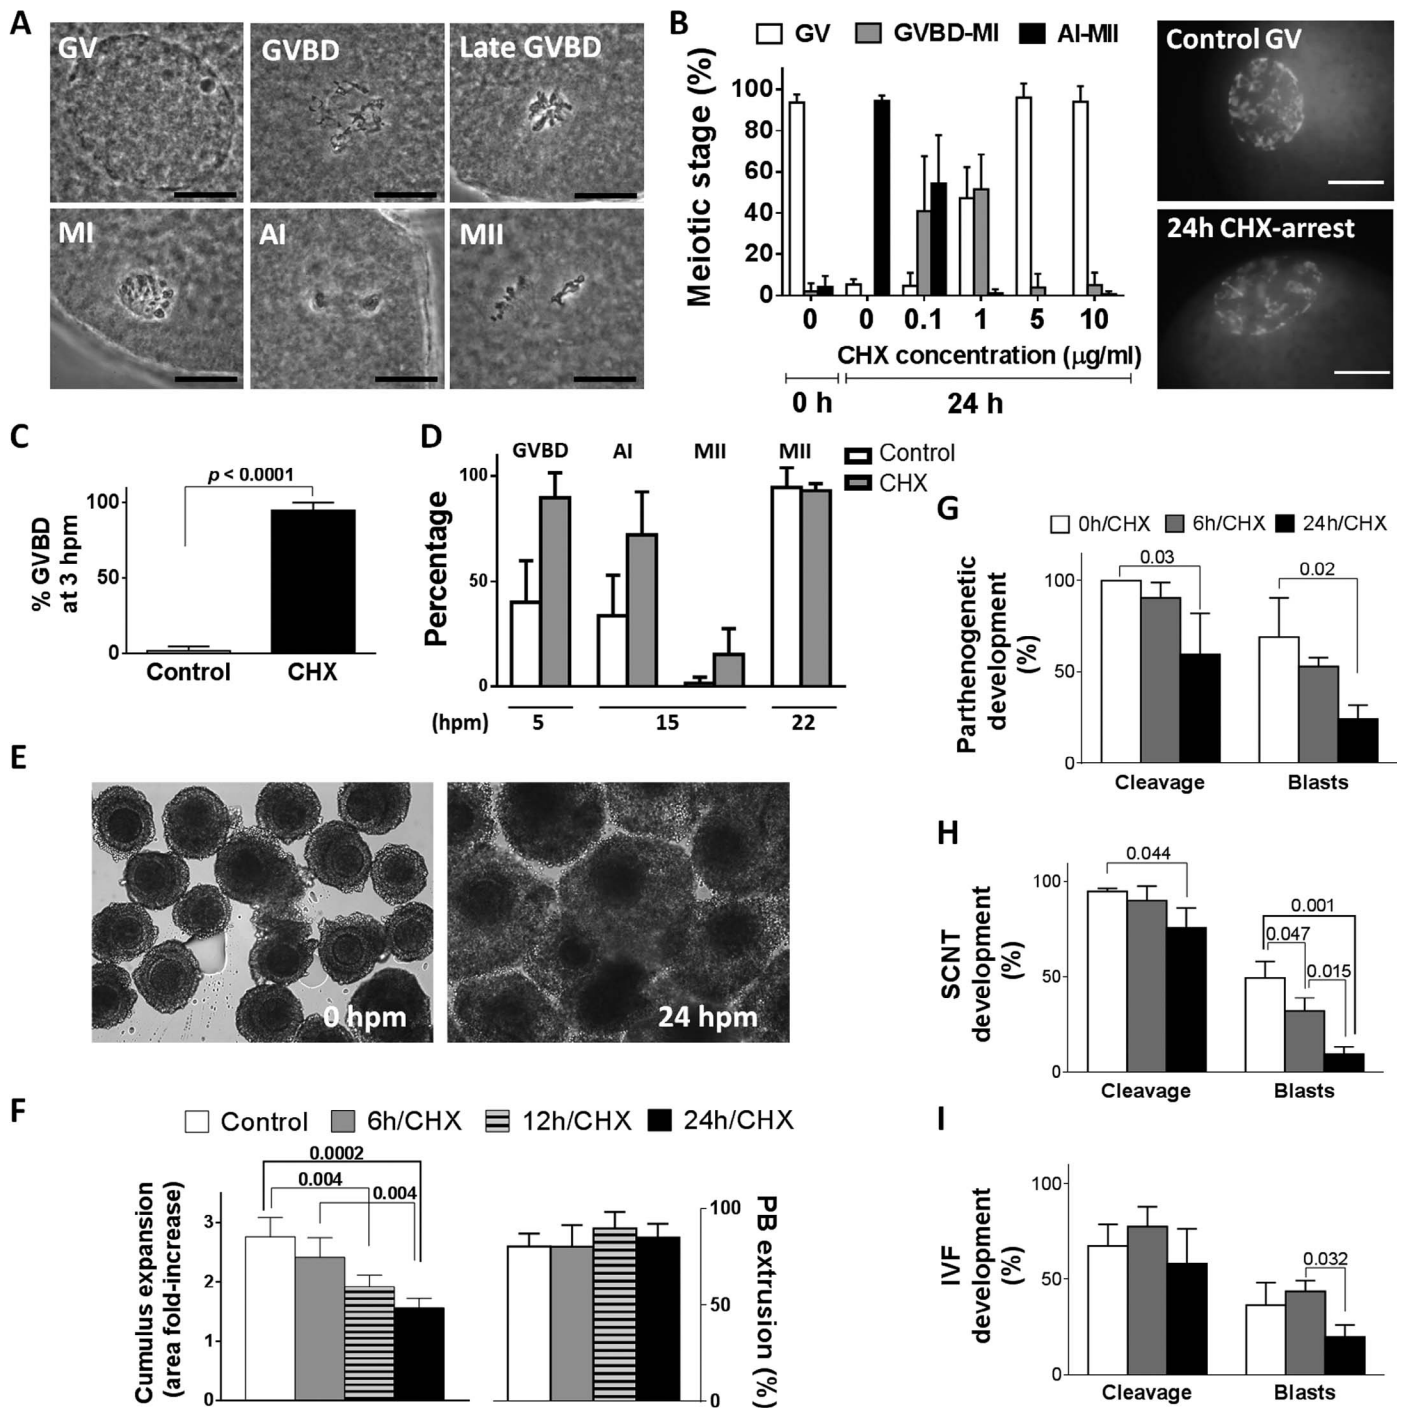 A
GV
GVBD
Late GVBD
MI
AI
MII
B
GV GVBD-MI AI-MII
Meiotic stage (%)
100
80
60
40
20
0
0 0 0.1 1 5 10
CHX concentration (μg/ml)
0 h 24 h
Control GV
24h CHX-arrest
C
p < 0.0001
% GVBD
at 3 hpm
100
50
0
Control CHX
D
GVBD AI MII MII
Control
CHX
Percentage
100
50
0
(hpm) 5 15 22
E
0 hpm
24 hpm
F
Control 6h/CHX 12h/CHX 24h/CHX
0.0002
0.004
0.004
Cumulus expansion
(area fold-increase)
3
2
1
0
PB extrusion (%)
100
50
0
G
0h/CHX 6h/CHX 24h/CHX
Parthenogenetic
development
(%)
100
50
0
0.03
0.02
Cleavage Blasts
H
SCNT
development
(%)
100
50
0
0.044
0.001
0.047
0.015
Cleavage Blasts
I
IVF
development
(%)
100
50
0
0.032
Cleavage Blasts